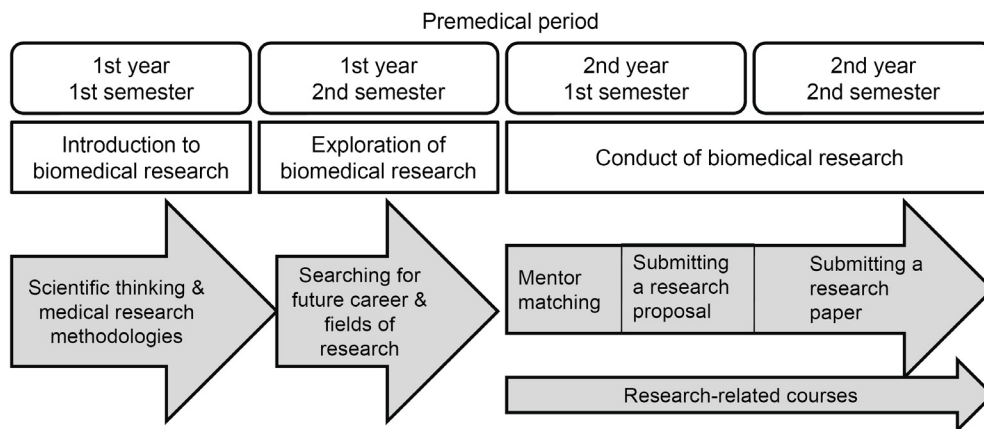 Premedical period
1st year
1st semester
1st year
2nd semester
2nd year
1st semester
2nd year
2nd semester
Introduction to
biomedical research
Exploration of
biomedical research
Conduct of biomedical research
Scientific thinking &
medical research
methodologies
Searching for
future career &
fields of
research
Mentor
matching
Submitting
a research
proposal
Submitting a
research
paper
Research-related courses